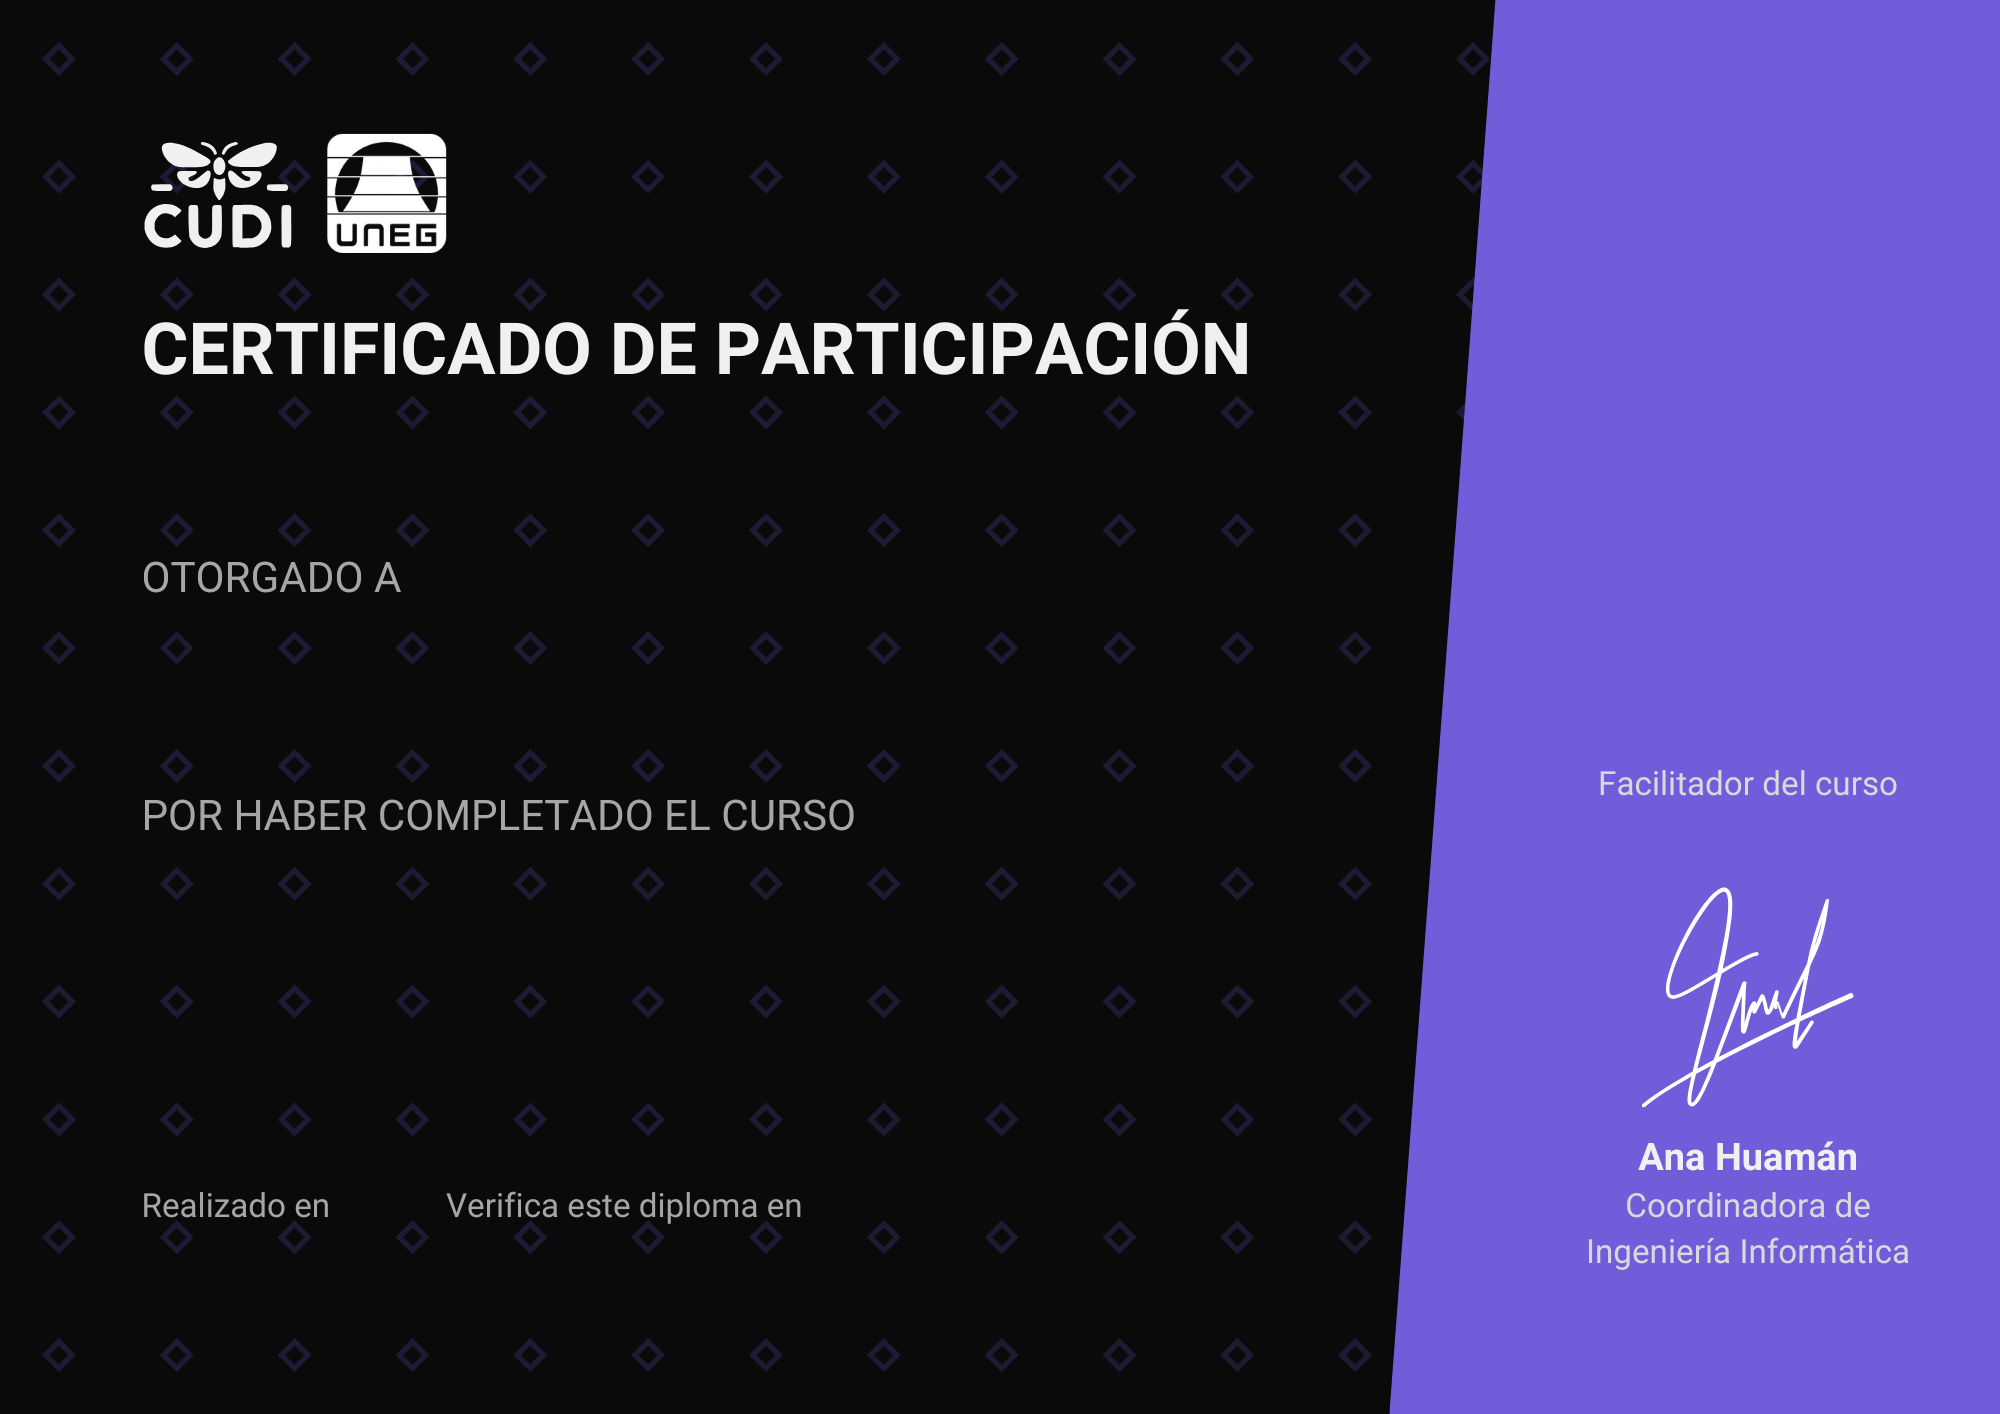 CUDI
UNEG
CERTIFICADO DE PARTICIPACIÓN
OTORGADO A
POR HABER COMPLETADO EL CURSO
Realizado en
Verifica este diploma en
Facilitador del curso
Ana Huamán
Coordinadora de
Ingeniería Informática